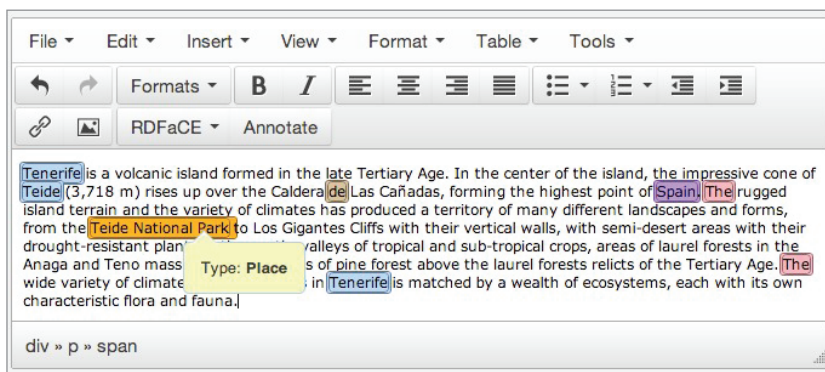 File Edit Insert View Format Table Tools
Formats B I
RDFaCE Annotate
Tenerife is a volcanic island formed in the late Tertiary Age. In the center of the island, the impressive cone of
Teide (3,718 m) rises up over the Caldera de Las Cañadas, forming the highest point of Spain. The rugged
island terrain and the variety of climates has produced a territory of many different landscapes and forms,
from the Teide National Park to Los Gigantes Cliffs with their vertical walls, with semi-desert areas with their
drought-resistant valleys of tropical and sub-tropical crops, areas of laurel forests in the
Anaga and Teno of pine forest above the laurel forests relicts of the Tertiary Age. The
Type: Place
wide variety of in Tenerife is matched by a wealth of ecosystems, each with its own
characteristic flora and fauna.
div » p » span